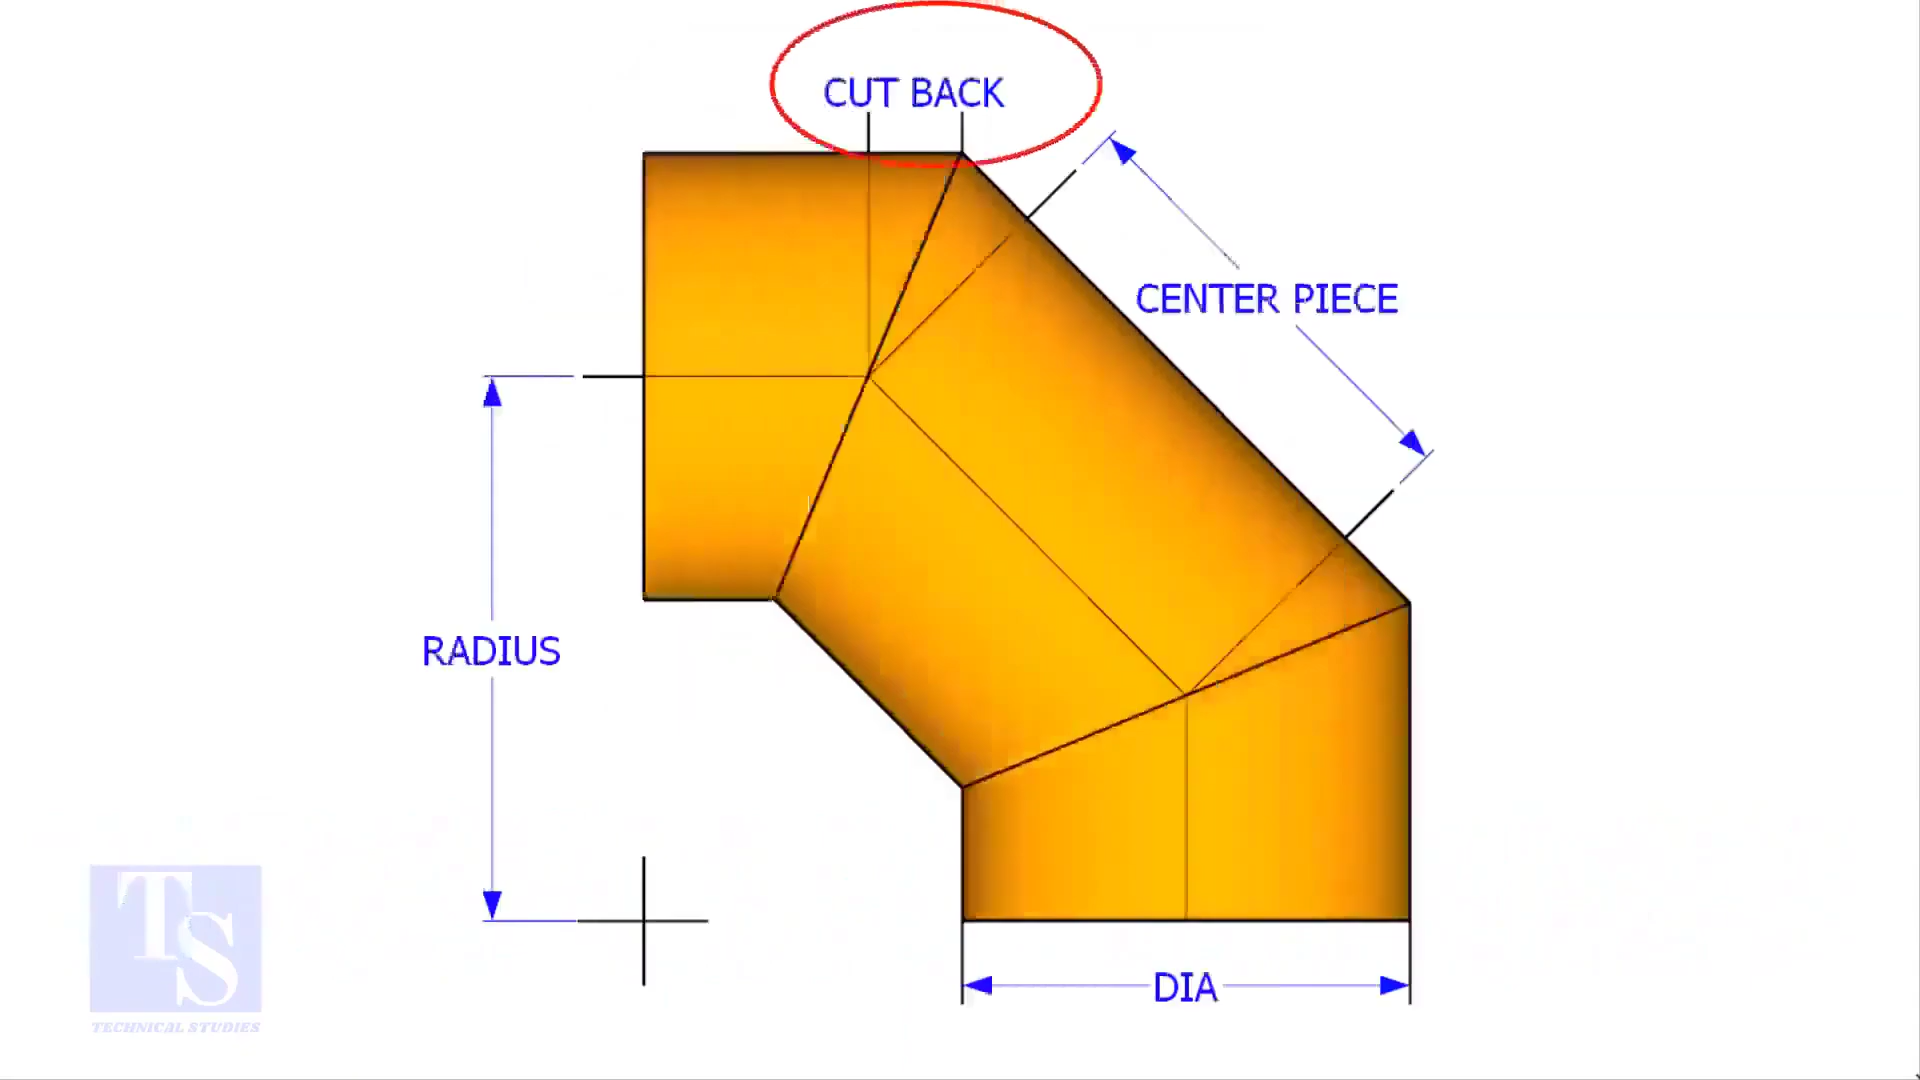 CUT BACK
CENTER PIECE
RADIUS
DIA
TS
TECHNICAL STUDIES